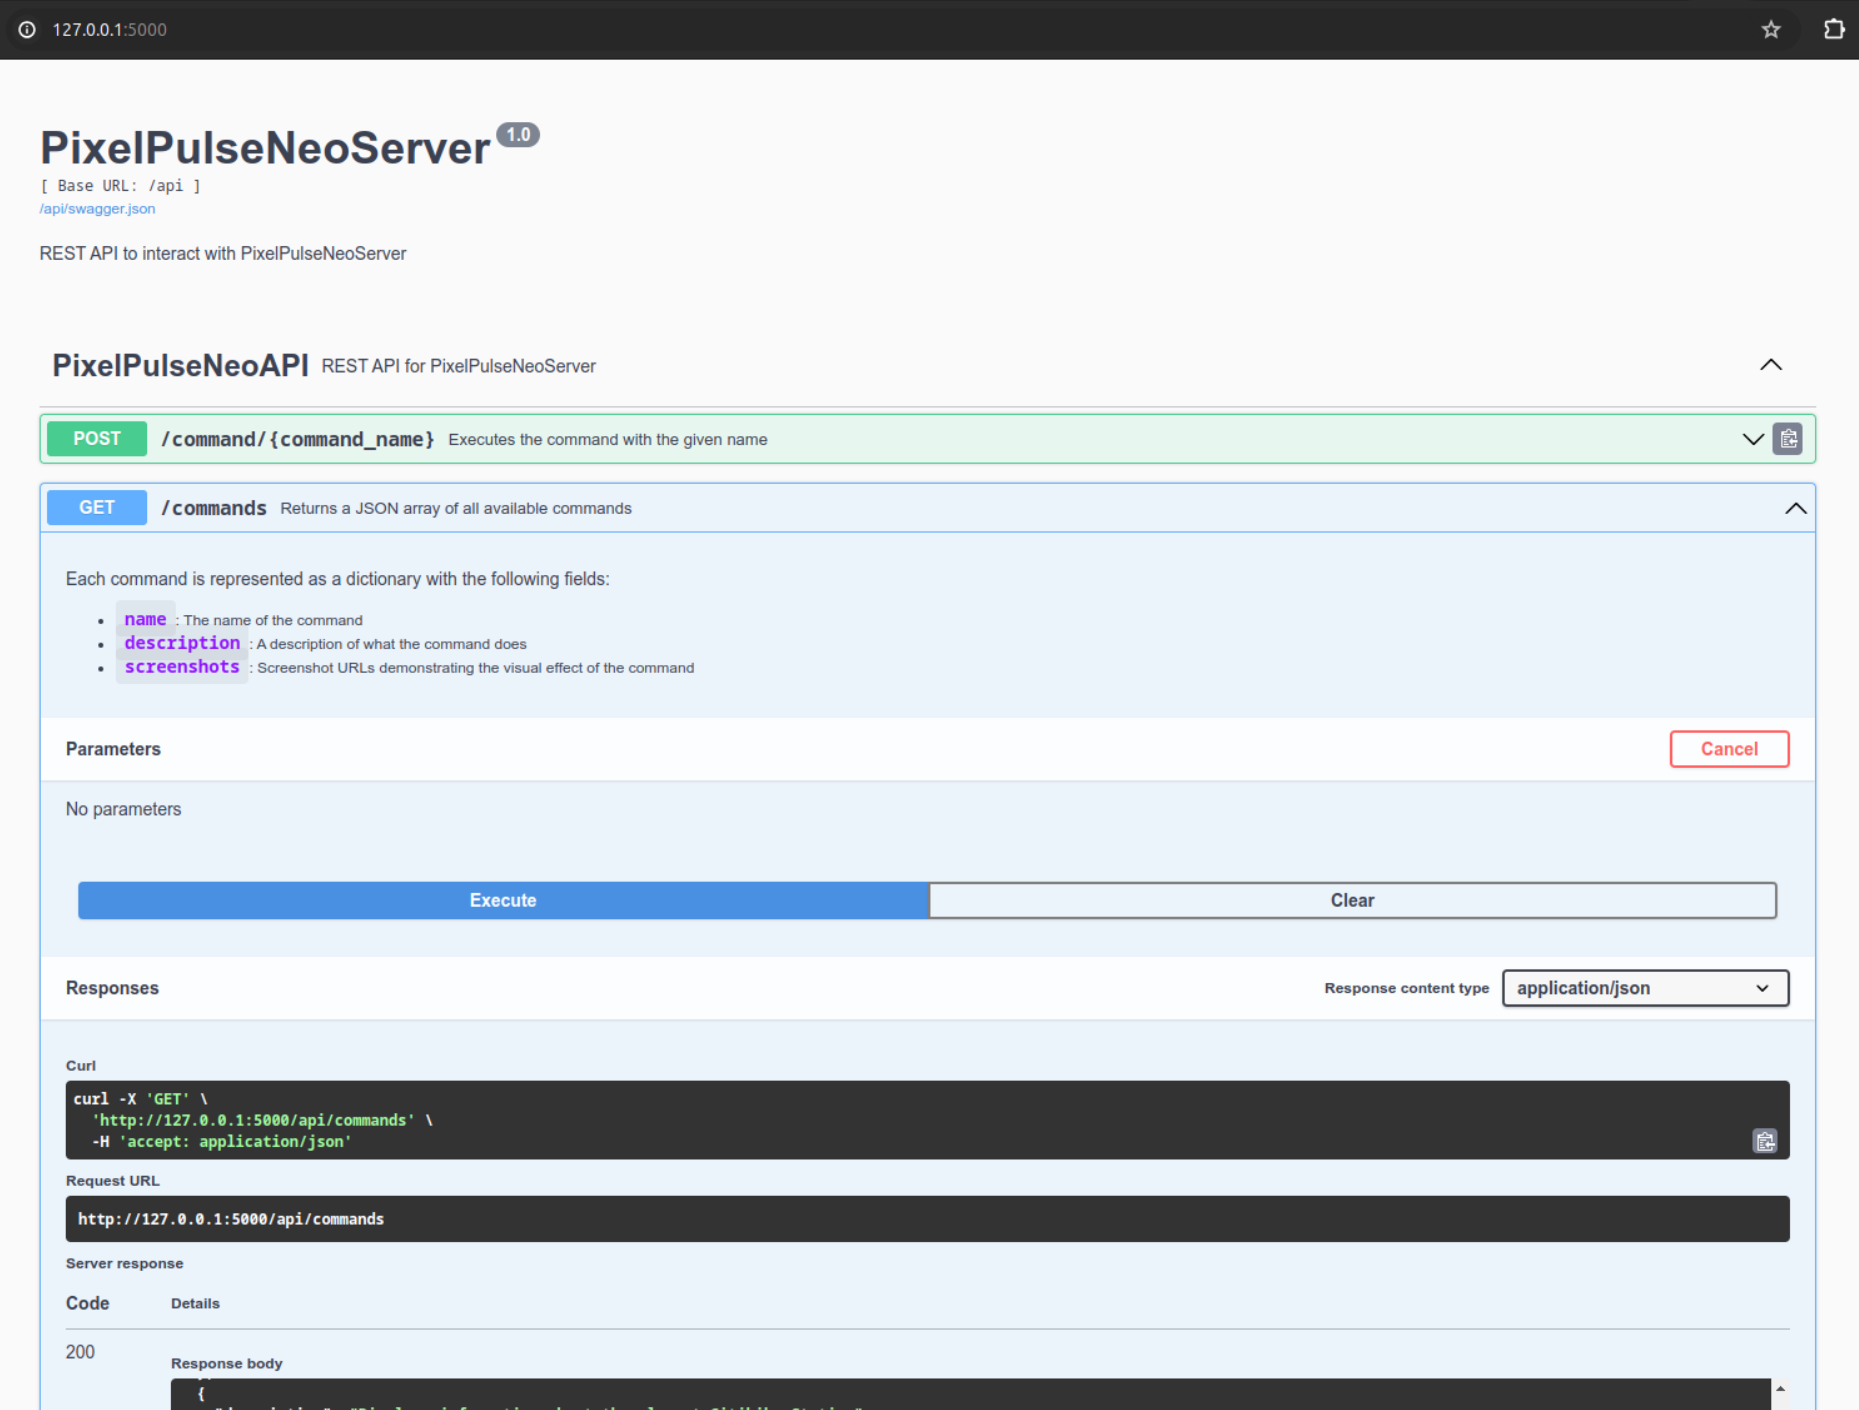 127.0.0.1:5000
PixelPulseNeoServer 1.0
[ Base URL: /api ]
/api/swagger.json
REST API to interact with PixelPulseNeoServer
PixelPulseNeoAPI REST API for PixelPulseNeoServer
POST /command/{command_name} Executes the command with the given name
GET /commands Returns a JSON array of all available commands
Each command is represented as a dictionary with the following fields:
• name : The name of the command
• description : A description of what the command does
• screenshots : Screenshot URLs demonstrating the visual effect of the command
Parameters Cancel
No parameters
Execute Clear
Responses Response content type application/json
Curl
curl -X 'GET' \
'http://127.0.0.1:5000/api/commands' \
-H 'accept: application/json'
Request URL
http://127.0.0.1:5000/api/commands
Server response
Code Details
200
Response body
{